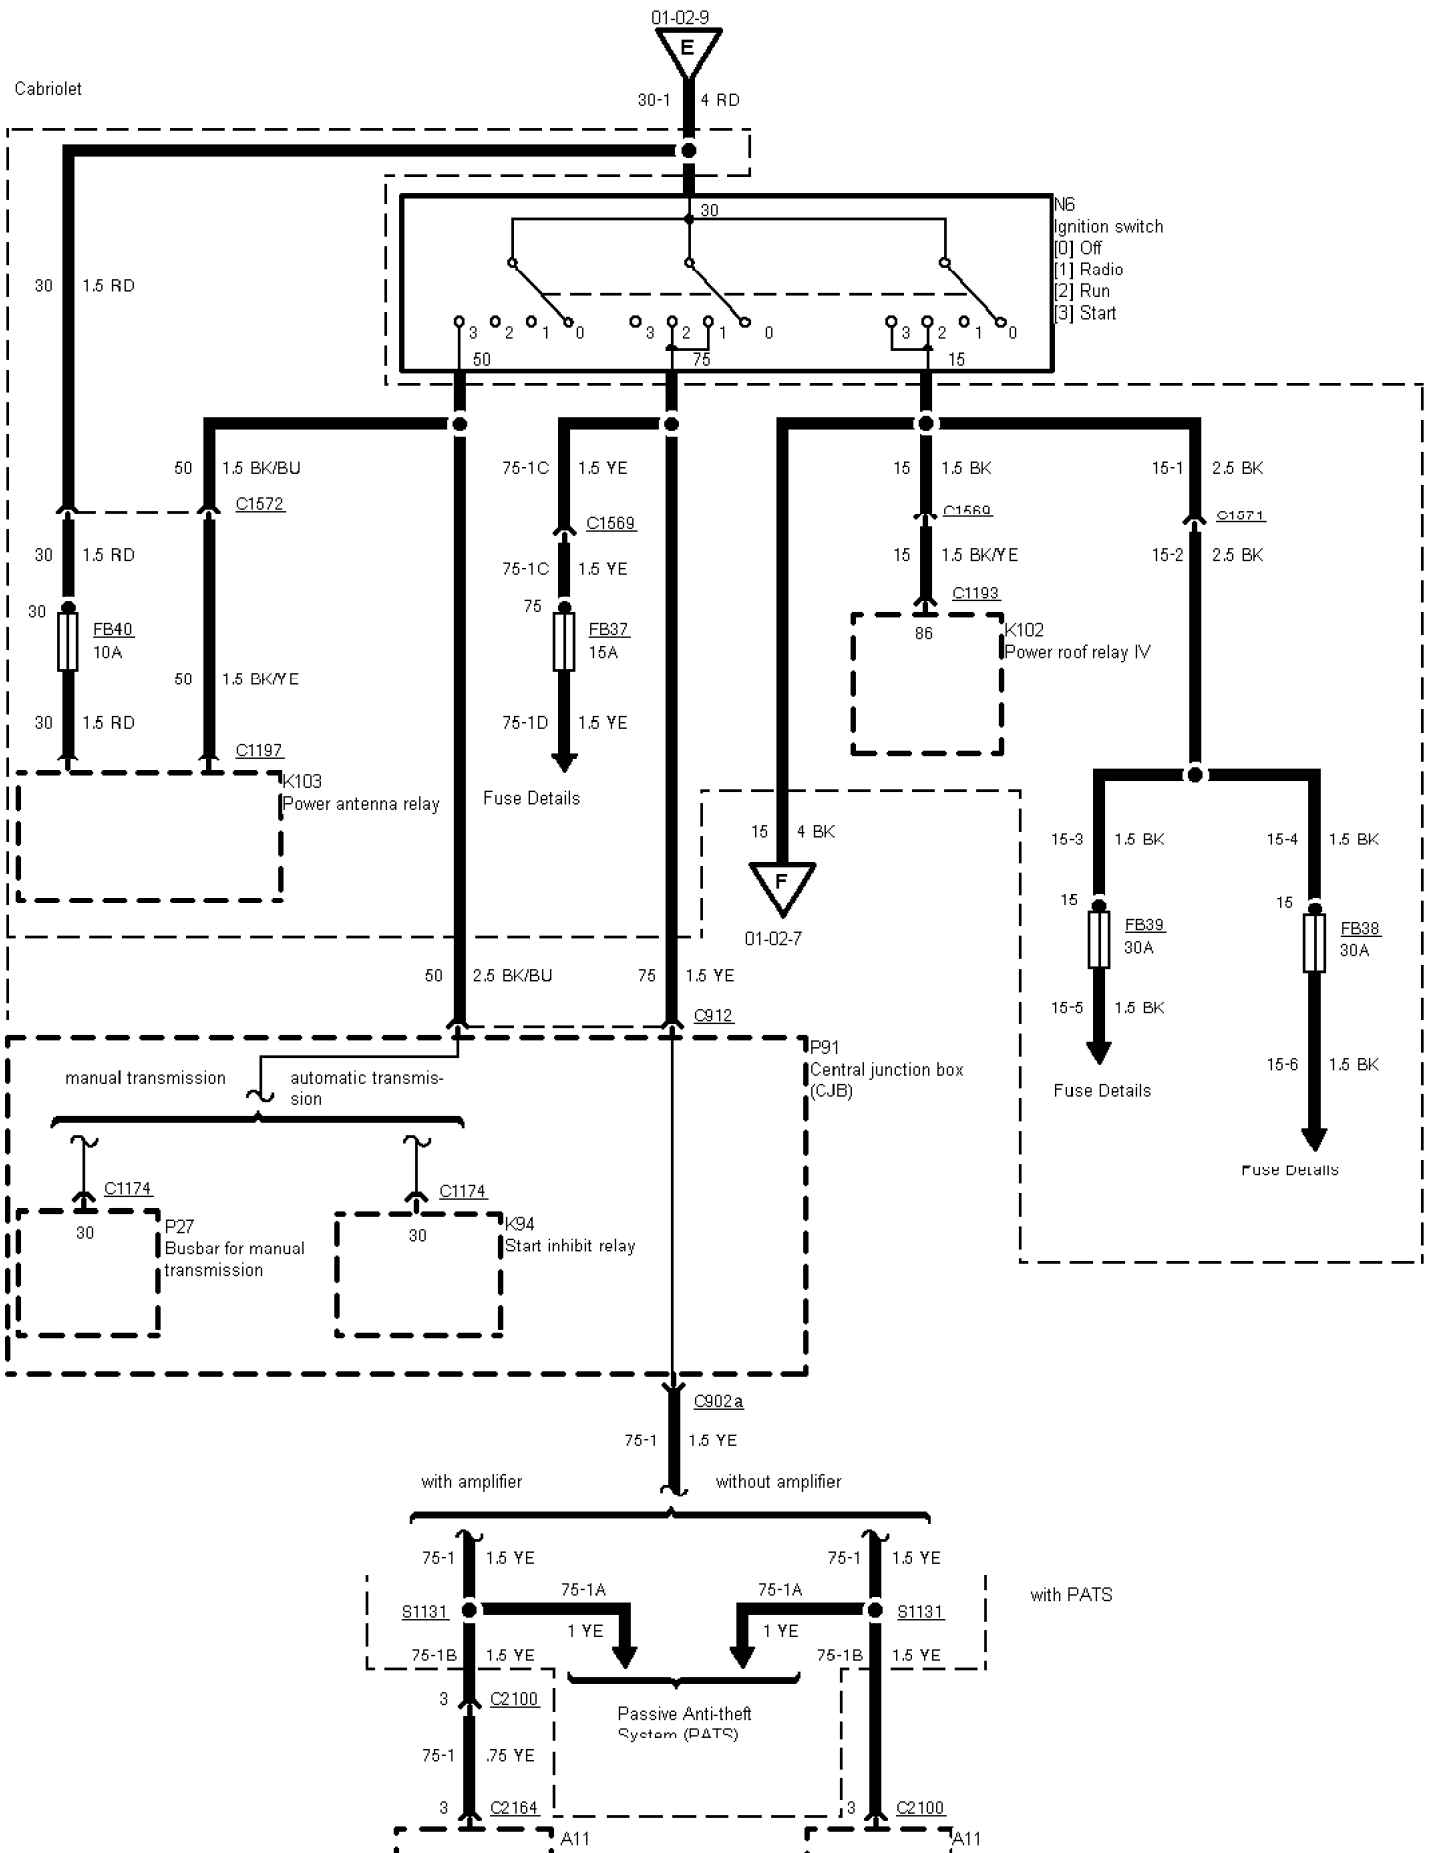 01-02-9
E
Cabriolet
30-1 4 RD
30
N6
Ignition switch
[0] Off
[1] Radio
[2] Run
[3] Start
30 1.5 RD
3 2 1 0 3 2 1 0 3 2 1 0
50 75 15
50 1.5 BK/BU 75-1C 1.5 YE 15 1.5 BK 15-1 2.5 BK
C1572 C1569 C1569 C1571
30 1.5 RD 75-1C 1.5 YE 15 1.5 BK/YE 15-2 2.5 BK
C1193
30 75
FB40
10A
FB37
15A
86
K102
Power roof relay IV
50 1.5 BK/YE
30 1.5 RD 75-1D 1.5 YE
C1197
K103
Power antenna relay
Fuse Details
15 4 BK
F
01-02-7
15-3 1.5 BK 15-4 1.5 BK
15 15
FB39
30A
FB38
30A
50 2.5 BK/BU 75 1.5 YE
C912
15-5 1.5 BK
P91
Central junction box
(CJB)
15-6 1.5 BK
Fuse Details
manual transmission
automatic transmis-
sion
Fuse Details
C1174 C1174
30
P27
Busbar for manual
transmission
30
K94
Start inhibit relay
C902a
75-1 1.5 YE
with amplifier without amplifier
75-1 1.5 YE 75-1 1.5 YE
75-1A 75-1A
with PATS
S1131 S1131
1 YE 1 YE
75-1B 1.5 YE 75-1B 1.5 YE
3 C2100
Passive Anti-theft
System (PATS)
75-1 .75 YE
3 C2164 3 C2100
A11 A11